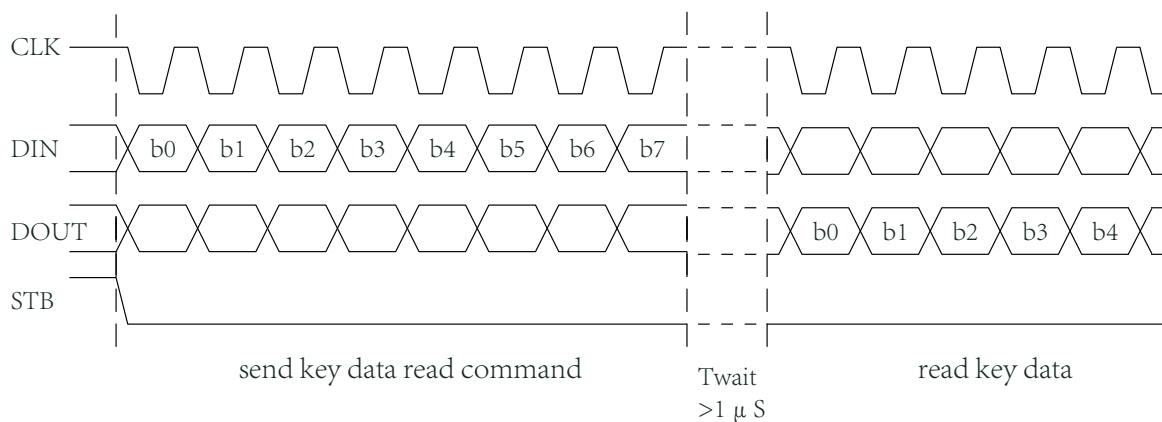 CLK
DIN b0 b1 b2 b3 b4 b5 b6 b7
DOUT b0 b1 b2 b3 b4
STB
send key data read command
Twait
>1 μ S
read key data